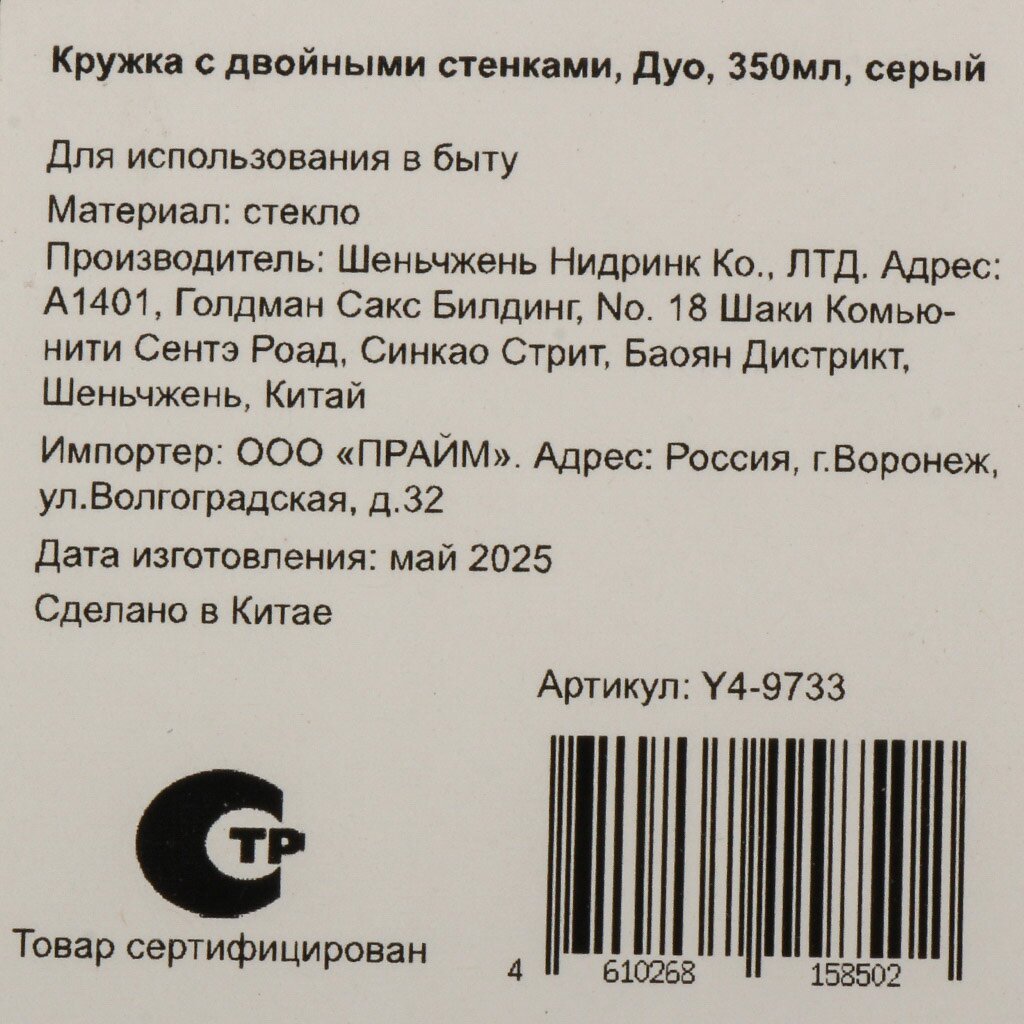 Кружка с двойными стенками, Дуо, 350мл, серый
Для использования в быту
Материал: стекло
Производитель: Шеньчжень Нидринк Ко., ЛТД. Адрес:
А1401, Голдман Сакс Билдинг, No. 18 Шаки Комью-
нити Сентэ Роад, Синкао Стрит, Баоян Дистрикт,
Шеньчжень, Китай
Импортер: ООО «ПРАЙМ». Адрес: Россия, г.Воронеж,
ул.Волгоградская, д.32
Дата изготовления: май 2025
Сделано в Китае
Артикул: Y4-9733
СТР
Товар сертифицирован
4 610268 158502